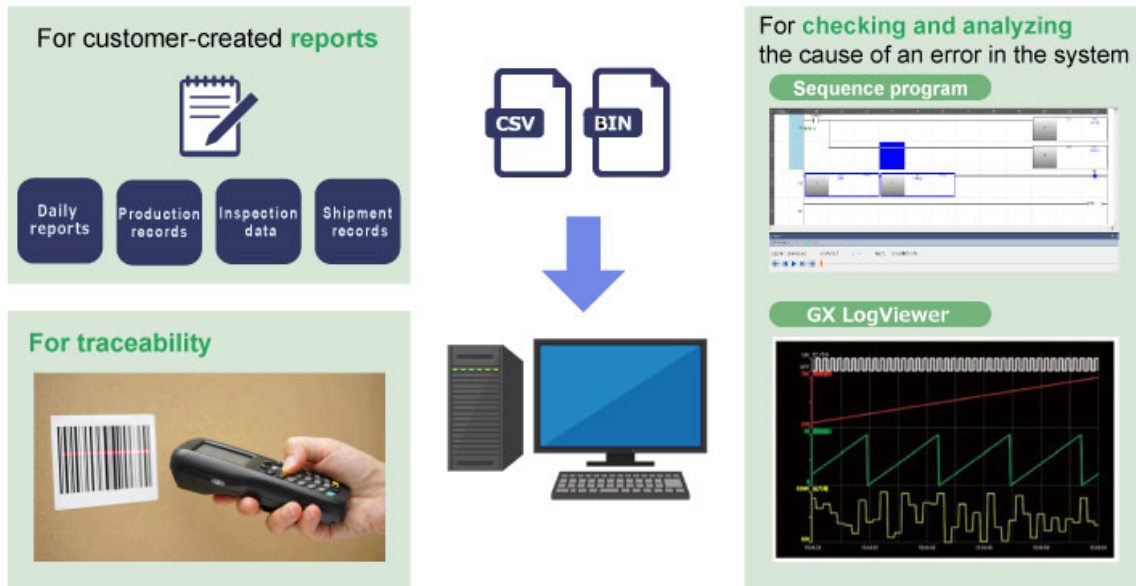 For customer-created reports
Daily
reports
Production
records
Inspection
data
Shipment
records
For traceability
CSV
BIN
For checking and analyzing
the cause of an error in the system
Sequence program
GX LogViewer